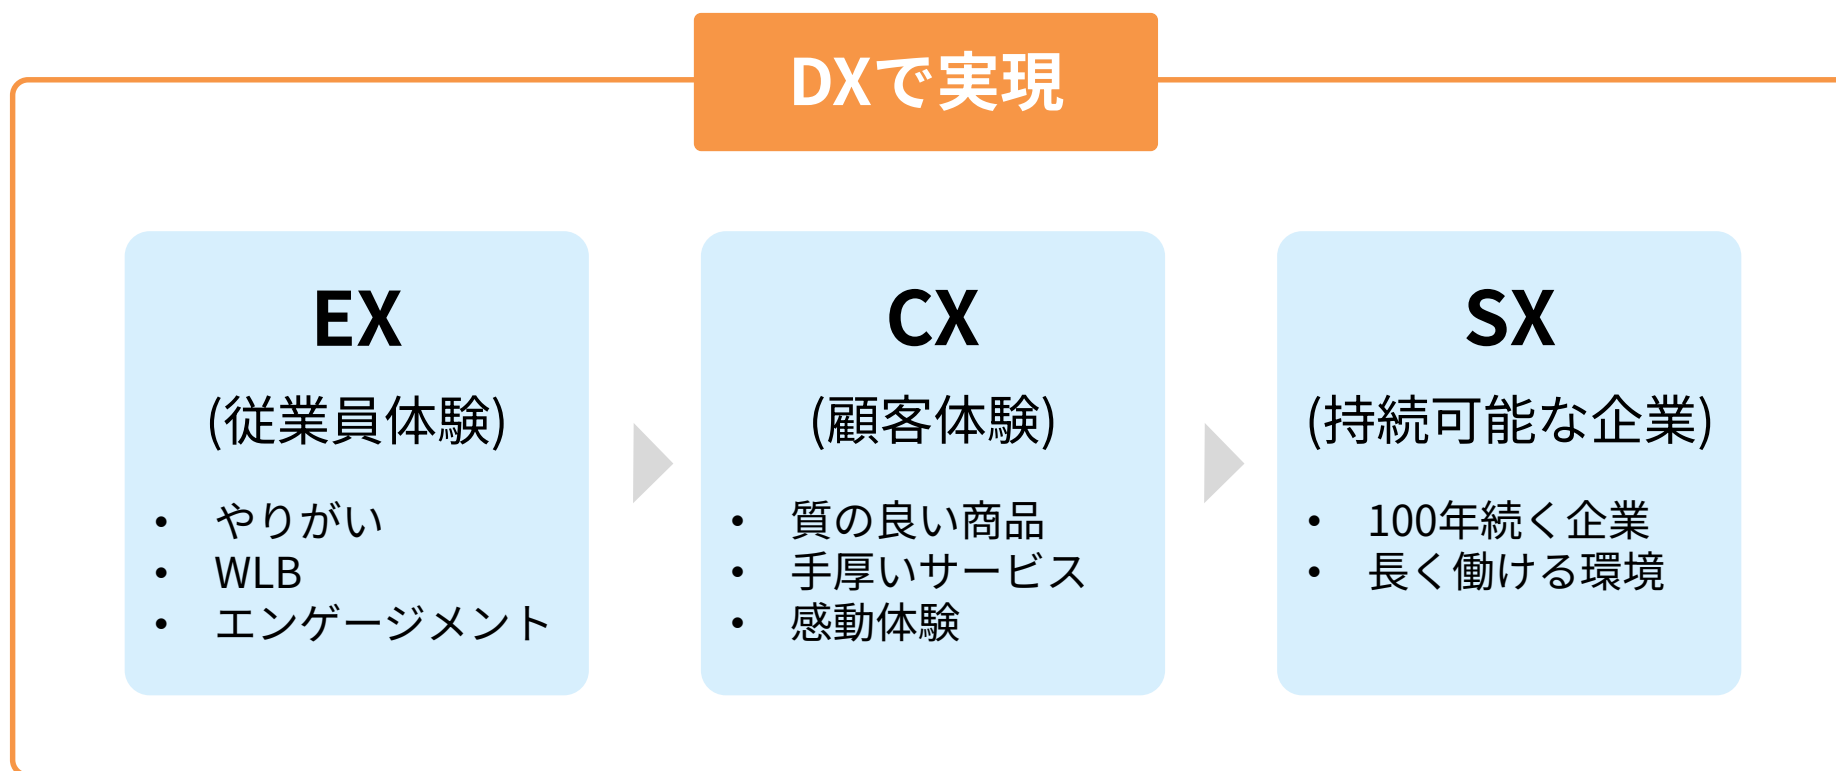 DXで実現
EX
(従業員体験)
• やりがい
• WLB
• エンゲージメント
CX
(顧客体験)
• 質の良い商品
• 手厚いサービス
• 感動体験
SX
(持続可能な企業)
• 100年続く企業
• 長く働ける環境